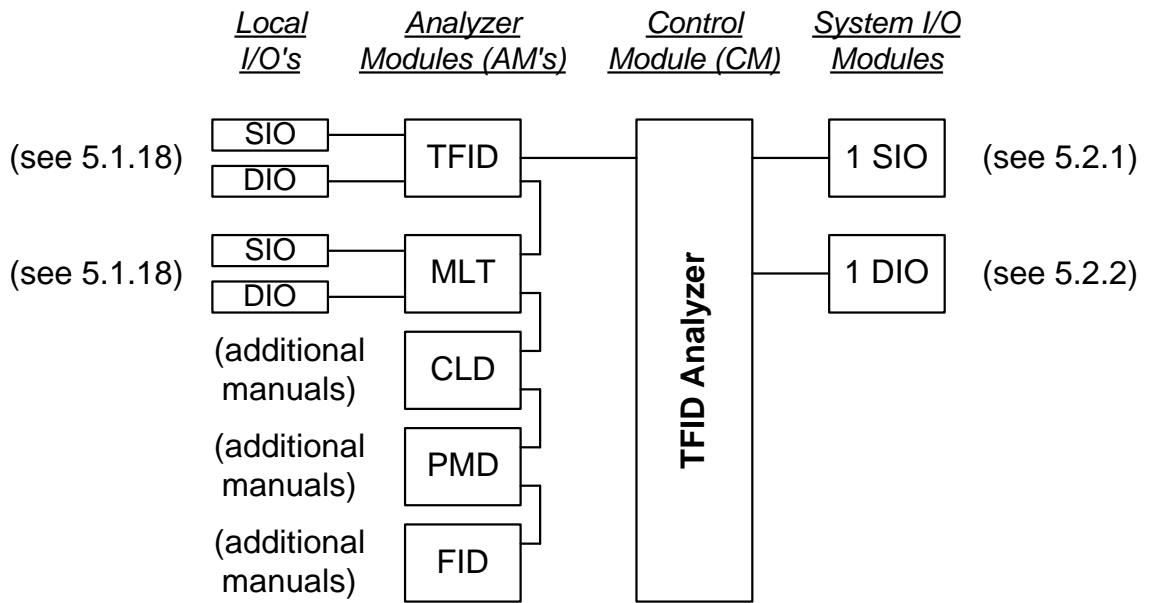 Local I/O's
Analyzer Modules (AM's)
Control Module (CM)
System I/O Modules
(see 5.1.18)
SIO
DIO
TFID
1 SIO
(see 5.2.1)
(see 5.1.18)
SIO
DIO
MLT
1 DIO
(see 5.2.2)
TFID Analyzer
(additional
manuals)
CLD
(additional
manuals)
PMD
(additional
manuals)
FID